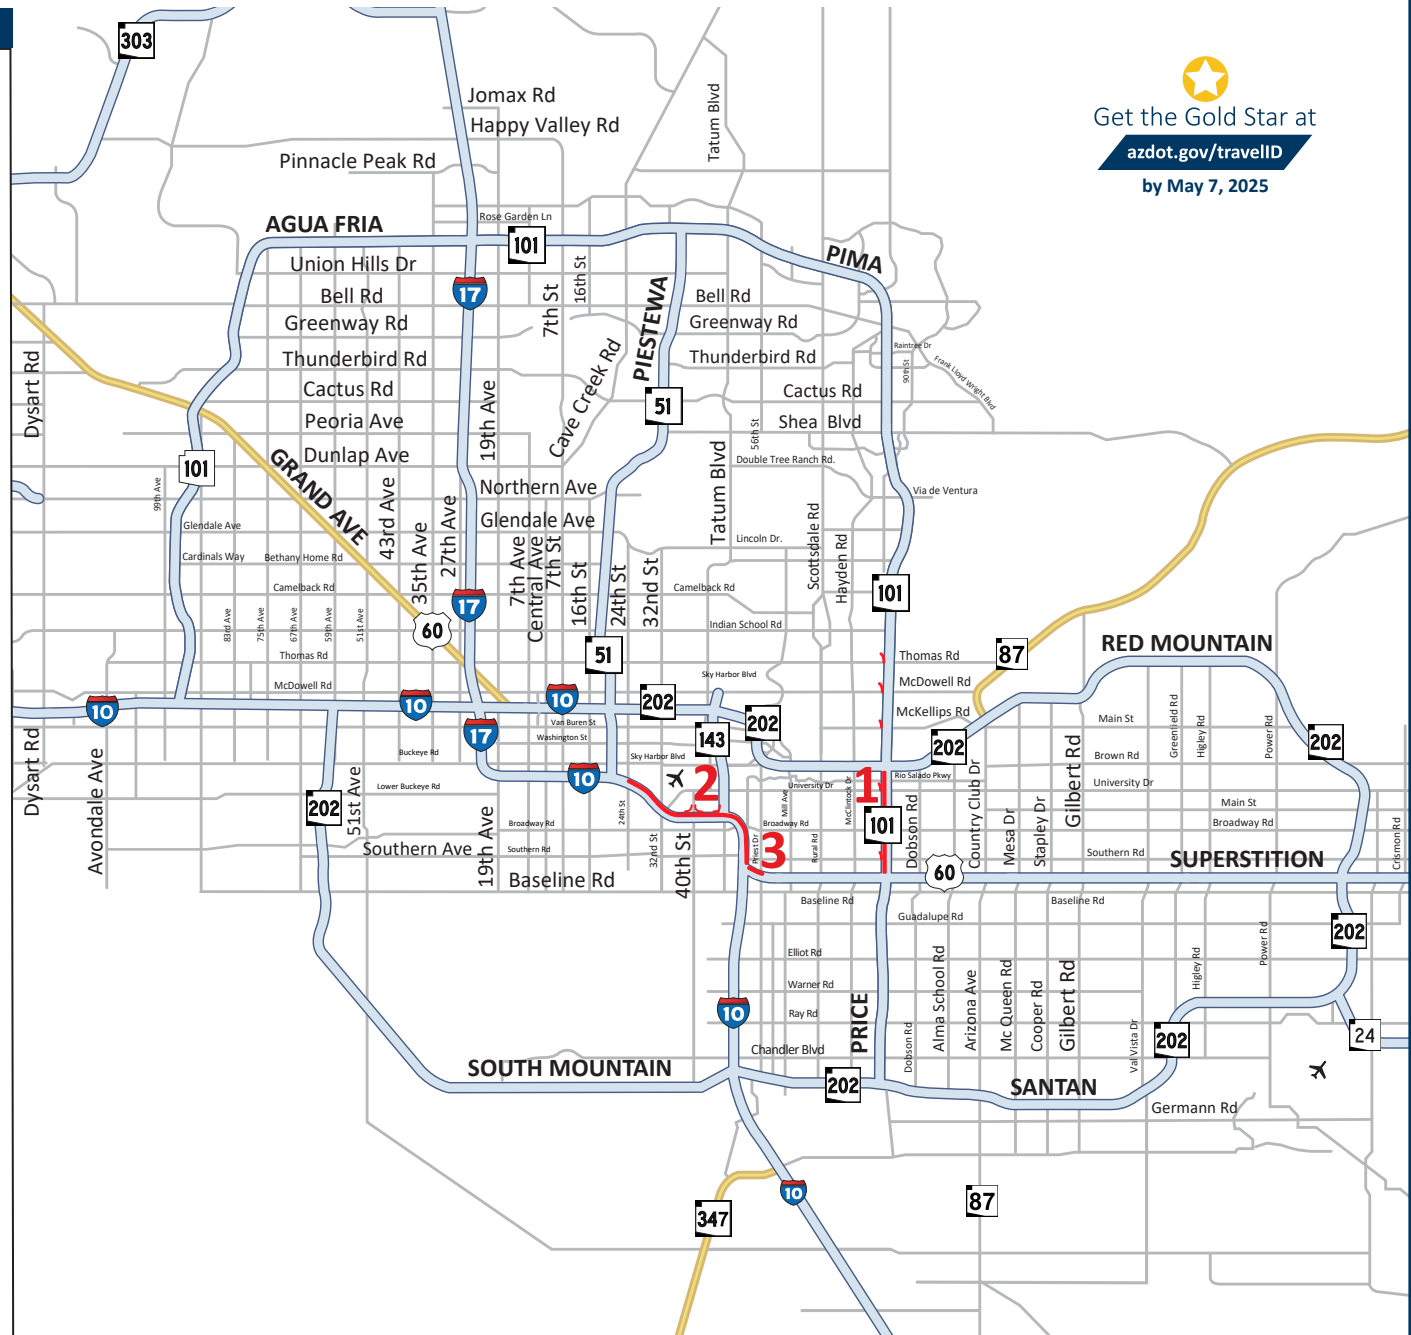 303
Jomax Rd
Happy Valley Rd
Tatum Blvd
Get the Gold Star at
azdot.gov/travelID
by May 7, 2025
Pinnacle Peak Rd
AGUA FRIA
Rose Garden Ln
101
PIMA
Union Hills Dr
17
16th St
7th St
Bell Rd
Bell Rd
PIESTEWA
Greenway Rd
Greenway Rd
Raintree Dr
Dysart Rd
Thunderbird Rd
Thunderbird Rd
90th St
Frank Lloyd Wright Blvd
Cactus Rd
Cactus Rd
Cave Creek Rd
51
19th Ave
Peoria Ave
Shea Blvd
56th St
GRAND AVE
Dunlap Ave
101
Tatum Blvd
Double Tree Ranch Rd.
99th Ave
Northern Ave
Via de Ventura
43rd Ave
35th Ave
27th Ave
Glendale Ave
Glendale Ave
Scottsdale Rd
Hayden Rd
Lincoln Dr.
Cardinals Way
Bethany Home Rd
7th Ave
Central Ave
7th St
16th St
24th St
32nd St
Camelback Rd
Camelback Rd
101
17
83rd Ave
75th Ave
67th Ave
59th Ave
51st Ave
60
Indian School Rd
Thomas Rd
51
Thomas Rd
87
RED MOUNTAIN
McDowell Rd
Sky Harbor Blvd
McDowell Rd
10
10
10
202
McKellips Rd
Van Buren St
202
Main St
Greenfield Rd
Higley Rd
Power Rd
17
Washington St
143
202
202
Dysart Rd
Avondale Ave
Buckeye Rd
Sky Harbor Blvd
Brown Rd
Gilbert Rd
10
2
1
Rio Salado Pkwy
University Dr
University Dr
Lower Buckeye Rd
202
51st Ave
24th St
Mill Ave
McClintock Dr
Main St
19th Ave
Broadway Rd
Broadway Rd
101
Dobson Rd
Country Club Dr
Mesa Dr
Stapley Dr
Broadway Rd
Crismon Rd
Southern Ave
Southern Rd
32nd St
40th St
Priest Dr
3
Rural Rd
Southern Rd
SUPERSTITION
60
Baseline Rd
Baseline Rd
Baseline Rd
Guadalupe Rd
202
Elliot Rd
Alma School Rd
Arizona Ave
Mc Queen Rd
Cooper Rd
Gilbert Rd
Higley Rd
Power Rd
Warner Rd
10
Ray Rd
PRICE
Dobson Rd
Val Vista Dr
202
24
Chandler Blvd
SOUTH MOUNTAIN
202
SANTAN
Germann Rd
10
347
87